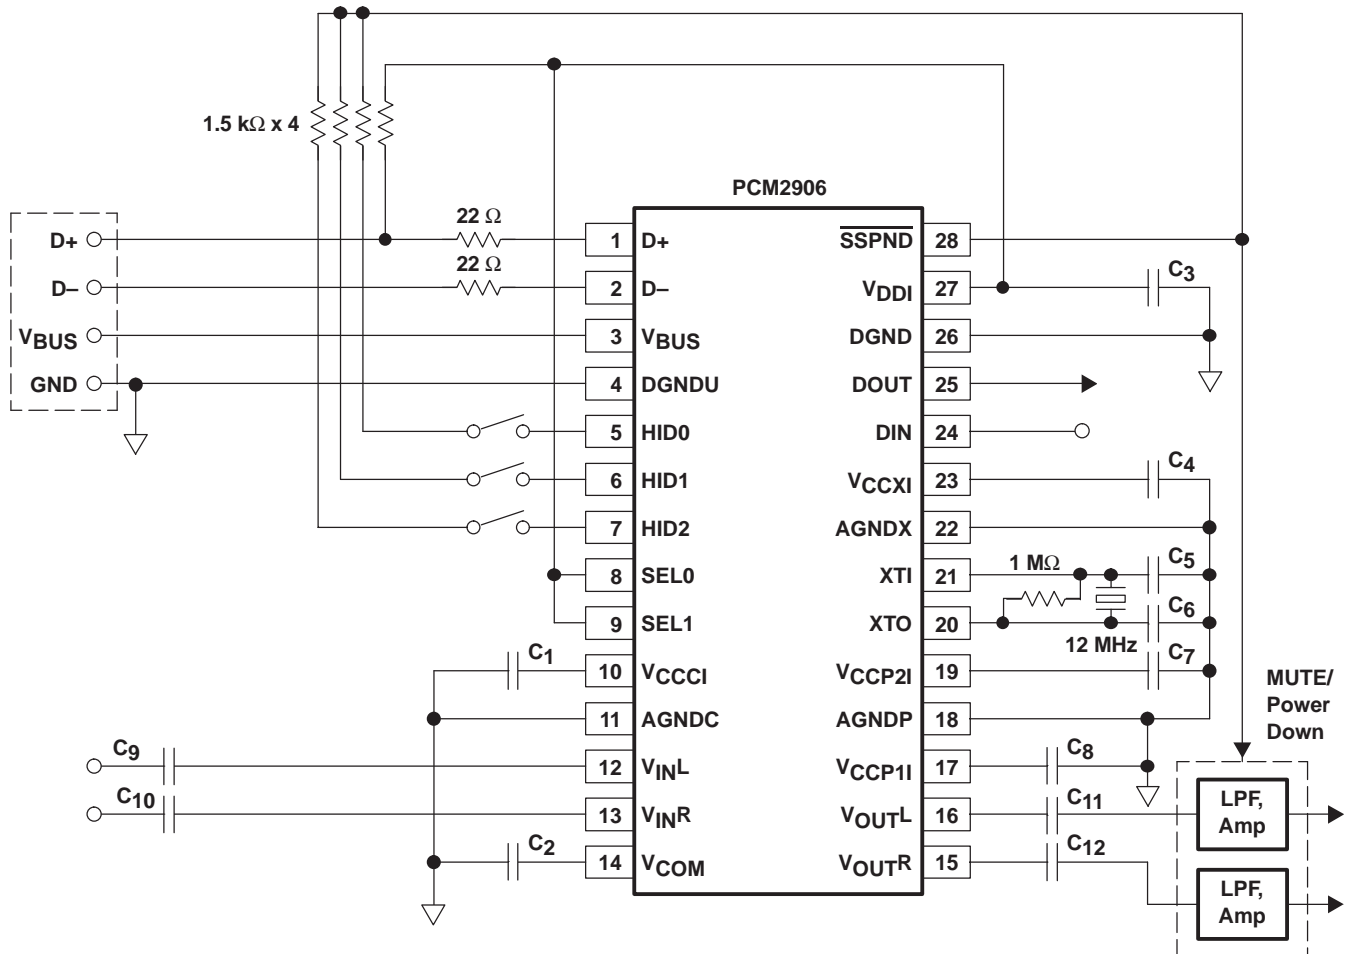 1.5 kΩ x 4
PCM2906
D+
D–
VBUS
GND
22 Ω
22 Ω
1 D+
2 D–
3 VBUS
4 DGNDU
5 HID0
6 HID1
7 HID2
8 SEL0
9 SEL1
10 VCCCI
11 AGNDC
12 VINL
13 VINR
14 VCOM
SSPND 28
VDDI 27
DGND 26
DOUT 25
DIN 24
VCCXI 23
AGNDX 22
XTI 21
XTO 20
VCCP2I 19
AGNDP 18
VCCP1I 17
VOUTL 16
VOUTR 15
C1
C9
C10
C2
C3
C4
1 MΩ
C5
C6
12 MHz
C7
C8
C11
C12
MUTE/
Power
Down
LPF,
Amp
LPF,
Amp